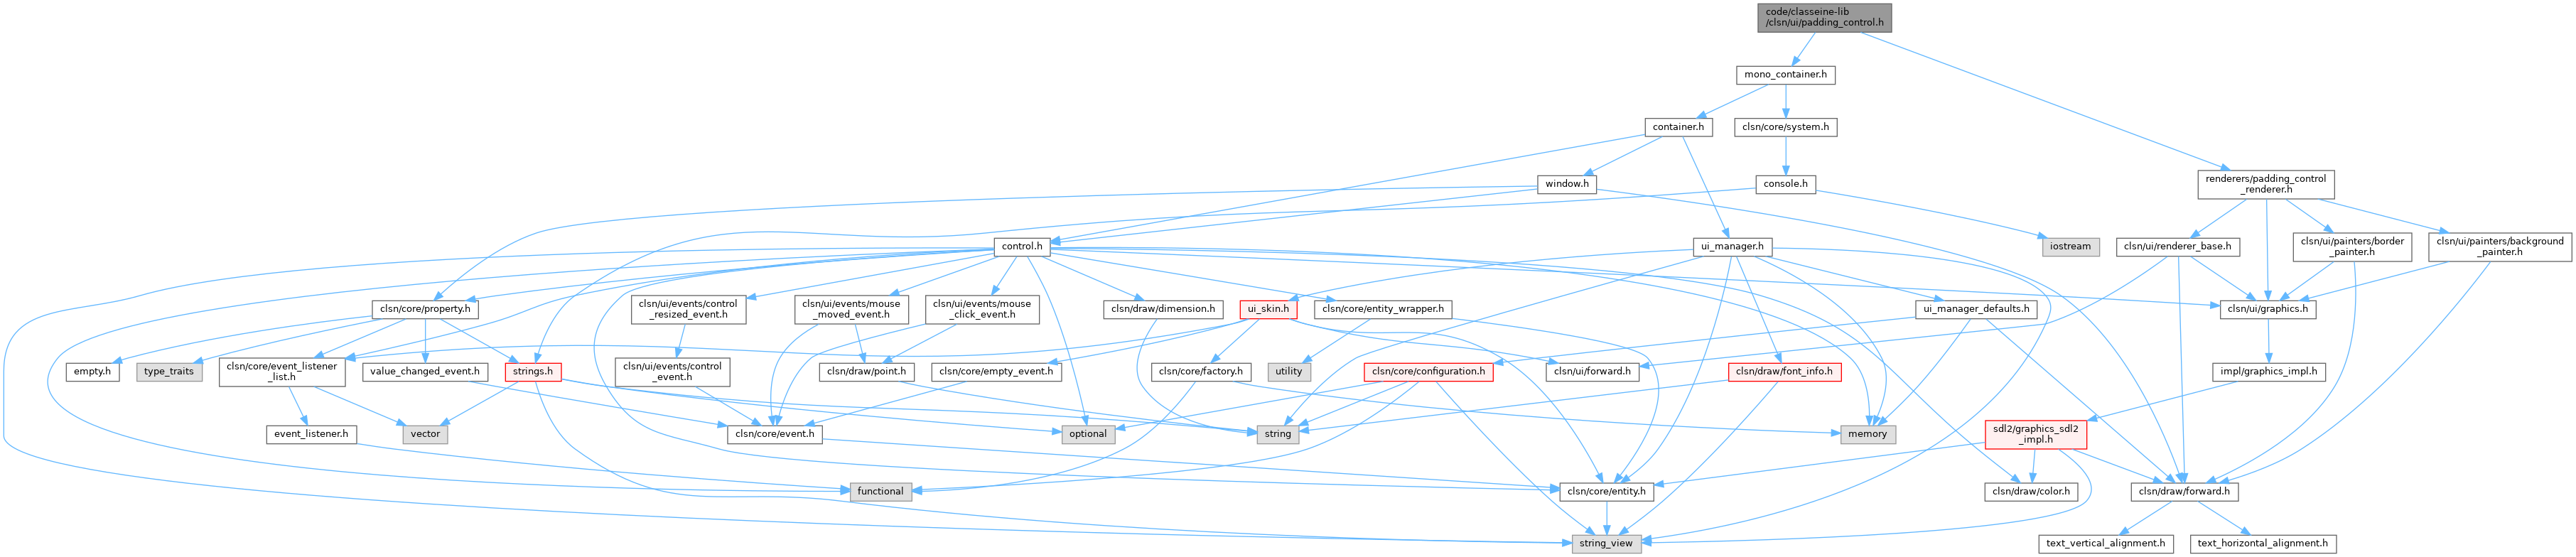 code/classeine-lib
/clsn/ui/padding_control.h
mono_container.h
container.h
clsn/core/system.h
window.h
console.h
renderers/padding_control
_renderer.h
control.h
ui_manager.h
iostream
clsn/ui/renderer_base.h
clsn/ui/painters/border
_painter.h
clsn/ui/painters/background
_painter.h
clsn/core/property.h
clsn/ui/events/control
_resized_event.h
clsn/ui/events/mouse
_moved_event.h
clsn/ui/events/mouse
_click_event.h
clsn/draw/dimension.h
ui_skin.h
clsn/core/entity_wrapper.h
ui_manager_defaults.h
clsn/ui/graphics.h
empty.h
type_traits
clsn/core/event_listener
_list.h
value_changed_event.h
strings.h
clsn/ui/events/control
_event.h
clsn/draw/point.h
clsn/core/empty_event.h
clsn/core/factory.h
utility
clsn/core/configuration.h
clsn/ui/forward.h
clsn/draw/font_info.h
impl/graphics_impl.h
event_listener.h
vector
clsn/core/event.h
optional
string
memory
sdl2/graphics_sdl2
_impl.h
functional
clsn/core/entity.h
clsn/draw/color.h
clsn/draw/forward.h
string_view
text_vertical_alignment.h
text_horizontal_alignment.h